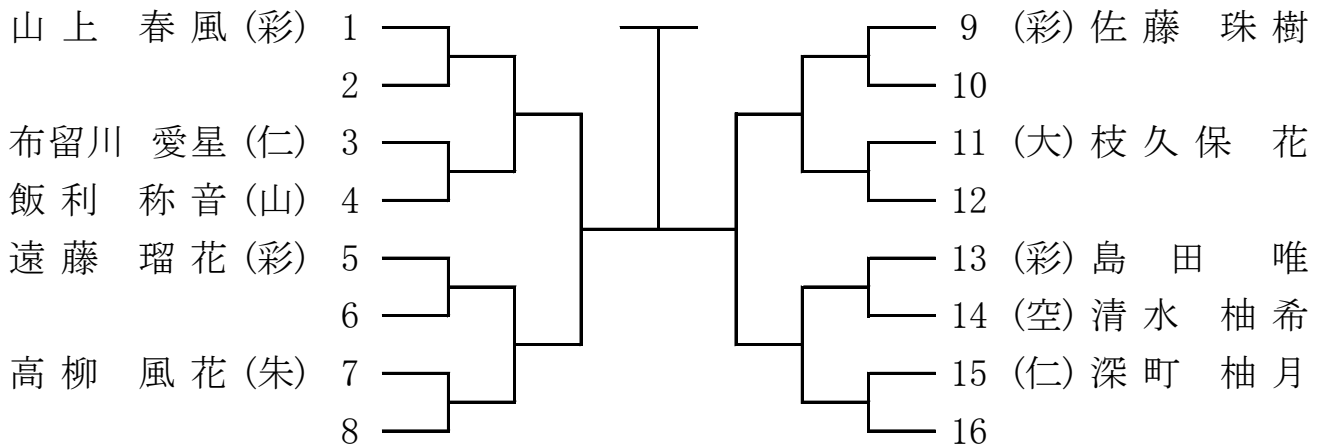 山上 春風 (彩) 1
2
布留川 愛星 (仁) 3
飯利 称音 (山) 4
遠藤 瑠花 (彩) 5
6
高柳 風花 (朱) 7
8
9 (彩) 佐藤 珠樹
10
11 (大) 枝久保 花
12
13 (彩) 島田 唯
14 (空) 清水 柚希
15 (仁) 深町 柚月
16